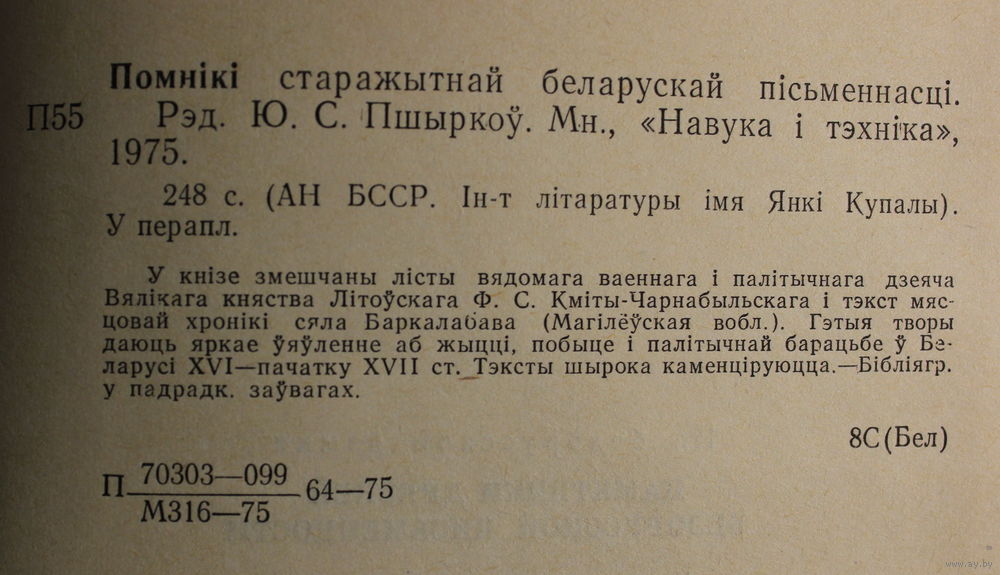 Помнікі старажытнай беларускай пісьменнасці.
П55 Рэд. Ю. С. Пшыркоў. Мн., «Навука і тэхніка»,
1975.
248 с. (АН БССР. Ін-т літаратуры імя Янкі Купалы).
У перапл.
У кнізе змешчаны лісты вядомага ваеннага і палітычнага дзеяча
Вялікага княства Літоўскага Ф. С. Кміты-Чарнабыльскага і тэкст мяс-
цовай хронікі сяла Баркалабава (Магілёўская вобл.). Гэтыя творы
даюць яркае ўяўленне аб жыцці, побыце і палітычнай барацьбе ў Бе-
ларусі XVI—пачатку XVII ст. Тэксты шырока каменціруюцца.—Бібліягр.
у падрадк. заўвагах.
8С(Бел)
П 70303—099 64—75
М316—75
www.ay.by